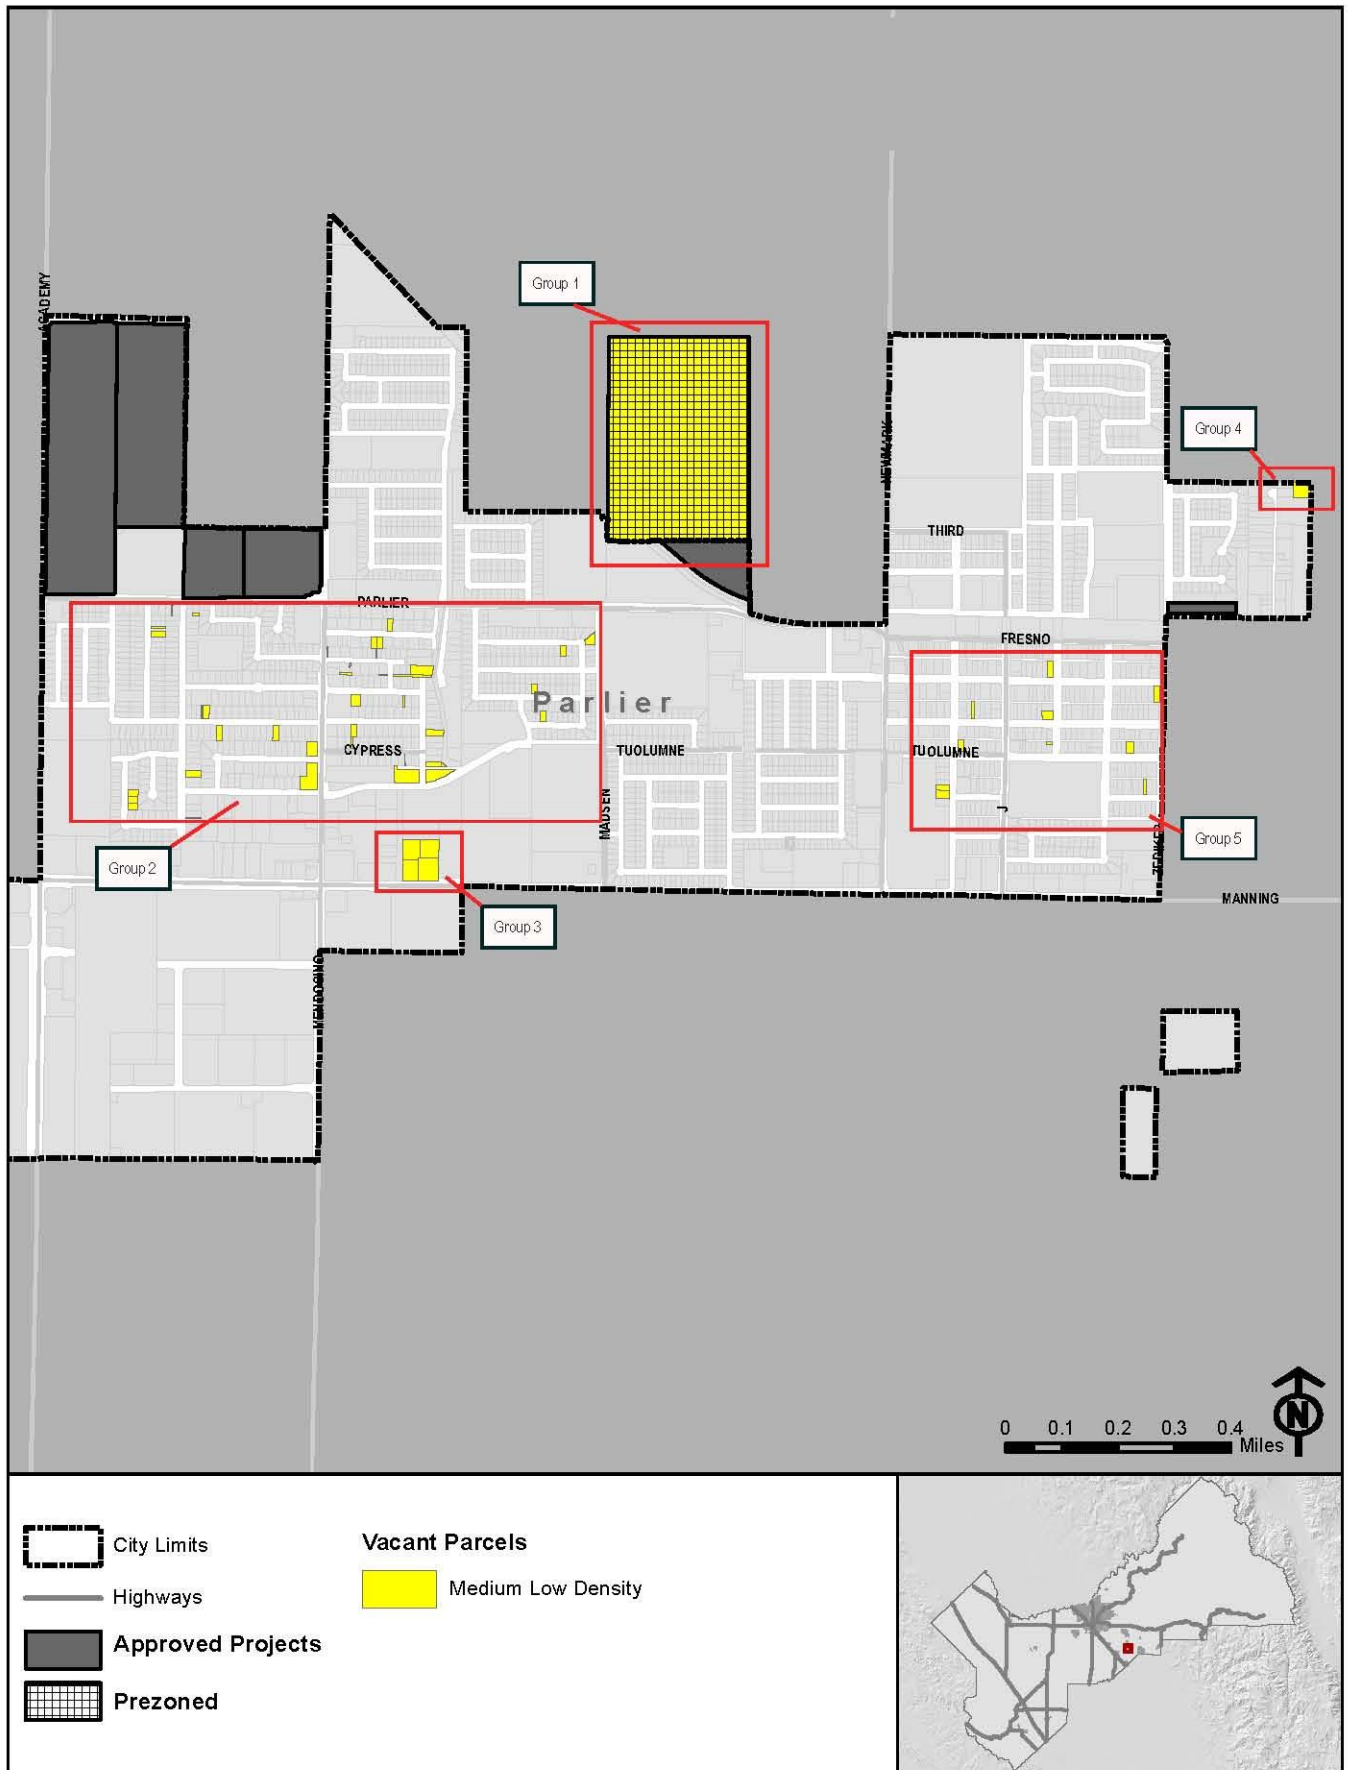 ACADEMY
Group 1
Group 4
NEWMARK
THIRD
PARLIER
FRESNO
Parlier
CYPRESS
TUOLUMNE
TUOLUMNE
MADSEN
J
Group 2
Group 5
ZEDIKER
MANNING
Group 3
MENDOCINO
0 0.1 0.2 0.3 0.4
Miles
N
City Limits
Highways
Approved Projects
Prezoned
Vacant Parcels
Medium Low Density